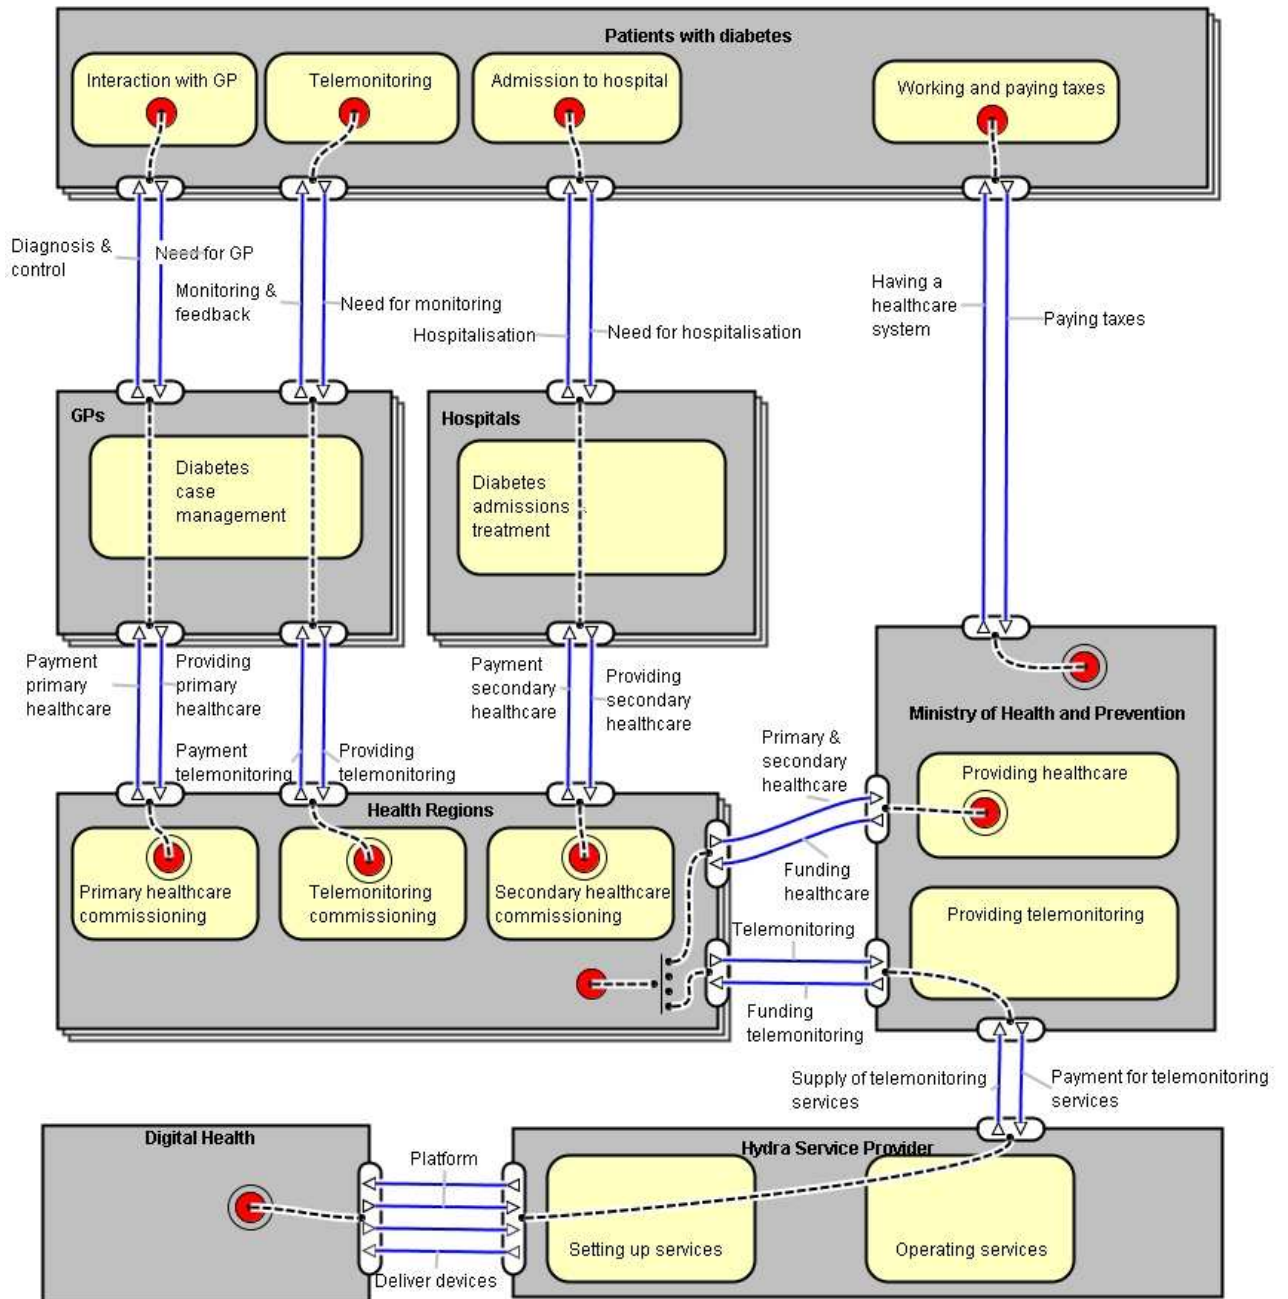 Patients with diabetes
Interaction with GP
Telemonitoring
Admission to hospital
Working and paying taxes
Diagnosis &
control
Need for GP
Monitoring &
feedback
Need for monitoring
Hospitalisation
Need for hospitalisation
Having a
healthcare
system
Paying taxes
GPs
Diabetes
case
management
Hospitals
Diabetes
admissions
treatment
Payment
primary
healthcare
Providing
primary
healthcare
Payment
telemonitoring
Providing
telemonitoring
Payment
secondary
healthcare
Providing
secondary
healthcare
Ministry of Health and Prevention
Primary &
secondary
healthcare
Providing healthcare
Funding
healthcare
Health Regions
Primary healthcare
commissioning
Telemonitoring
commissioning
Secondary healthcare
commissioning
Telemonitoring
Funding
telemonitoring
Providing telemonitoring
Supply of telemonitoring
services
Payment for telemonitoring
services
Digital Health
Platform
Deliver devices
Hydra Service Provider
Setting up services
Operating services